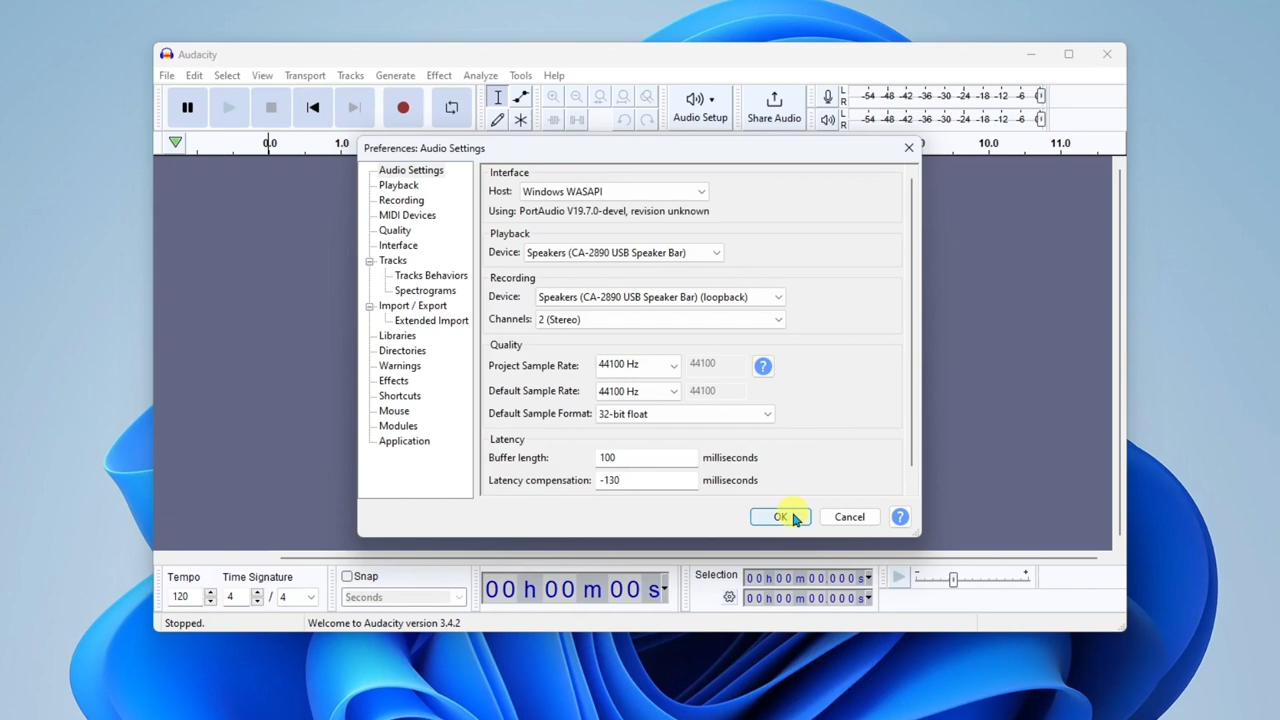 Audacity
File Edit Select View Transport Tracks Generate Effect Analyze Tools Help
Audio Setup
Share Audio
L R -54 -48 -42 -36 -30 -24 -18 -12 -6
L R -54 -48 -42 -36 -30 -24 -18 -12 -6
0.0 1.0 10.0 11.0
Preferences: Audio Settings
Audio Settings
Playback
Recording
MIDI Devices
Quality
Interface
Tracks
Tracks Behaviors
Spectrograms
Import / Export
Extended Import
Libraries
Directories
Warnings
Effects
Shortcuts
Mouse
Modules
Application
Interface
Host: Windows WASAPI
Using: PortAudio V19.7.0-devel, revision unknown
Playback
Device: Speakers (CA-2890 USB Speaker Bar)
Recording
Device: Speakers (CA-2890 USB Speaker Bar) (loopback)
Channels: 2 (Stereo)
Quality
Project Sample Rate: 44100 Hz 44100 ?
Default Sample Rate: 44100 Hz 44100
Default Sample Format: 32-bit float
Latency
Buffer length: 100 milliseconds
Latency compensation: -130 milliseconds
OK Cancel ?
Tempo
120
Time Signature
4 / 4
Snap
Seconds
00 h 00 m 00 s
Selection
00 h 00 m 00.000 s
00 h 00 m 00.000 s
Stopped. Welcome to Audacity version 3.4.2